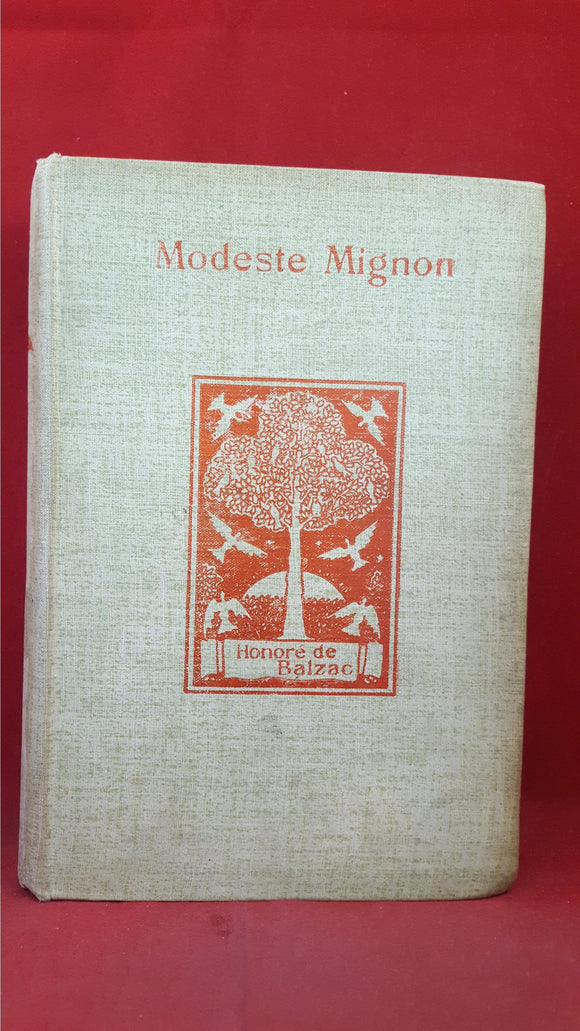 Modeste Mignon
Honoré de
Balzac